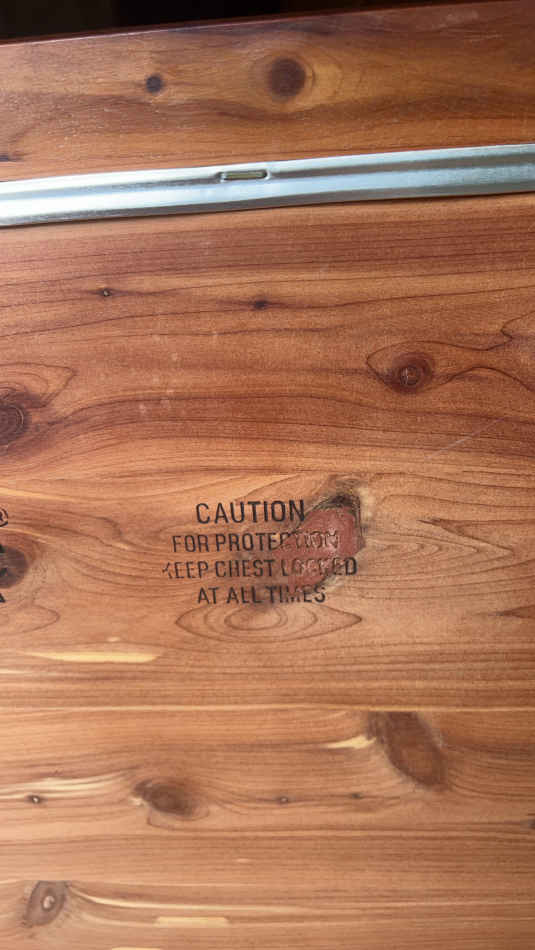 CAUTION
FOR PROTECTION
KEEP CHEST LOCKED
AT ALL TIMES
®